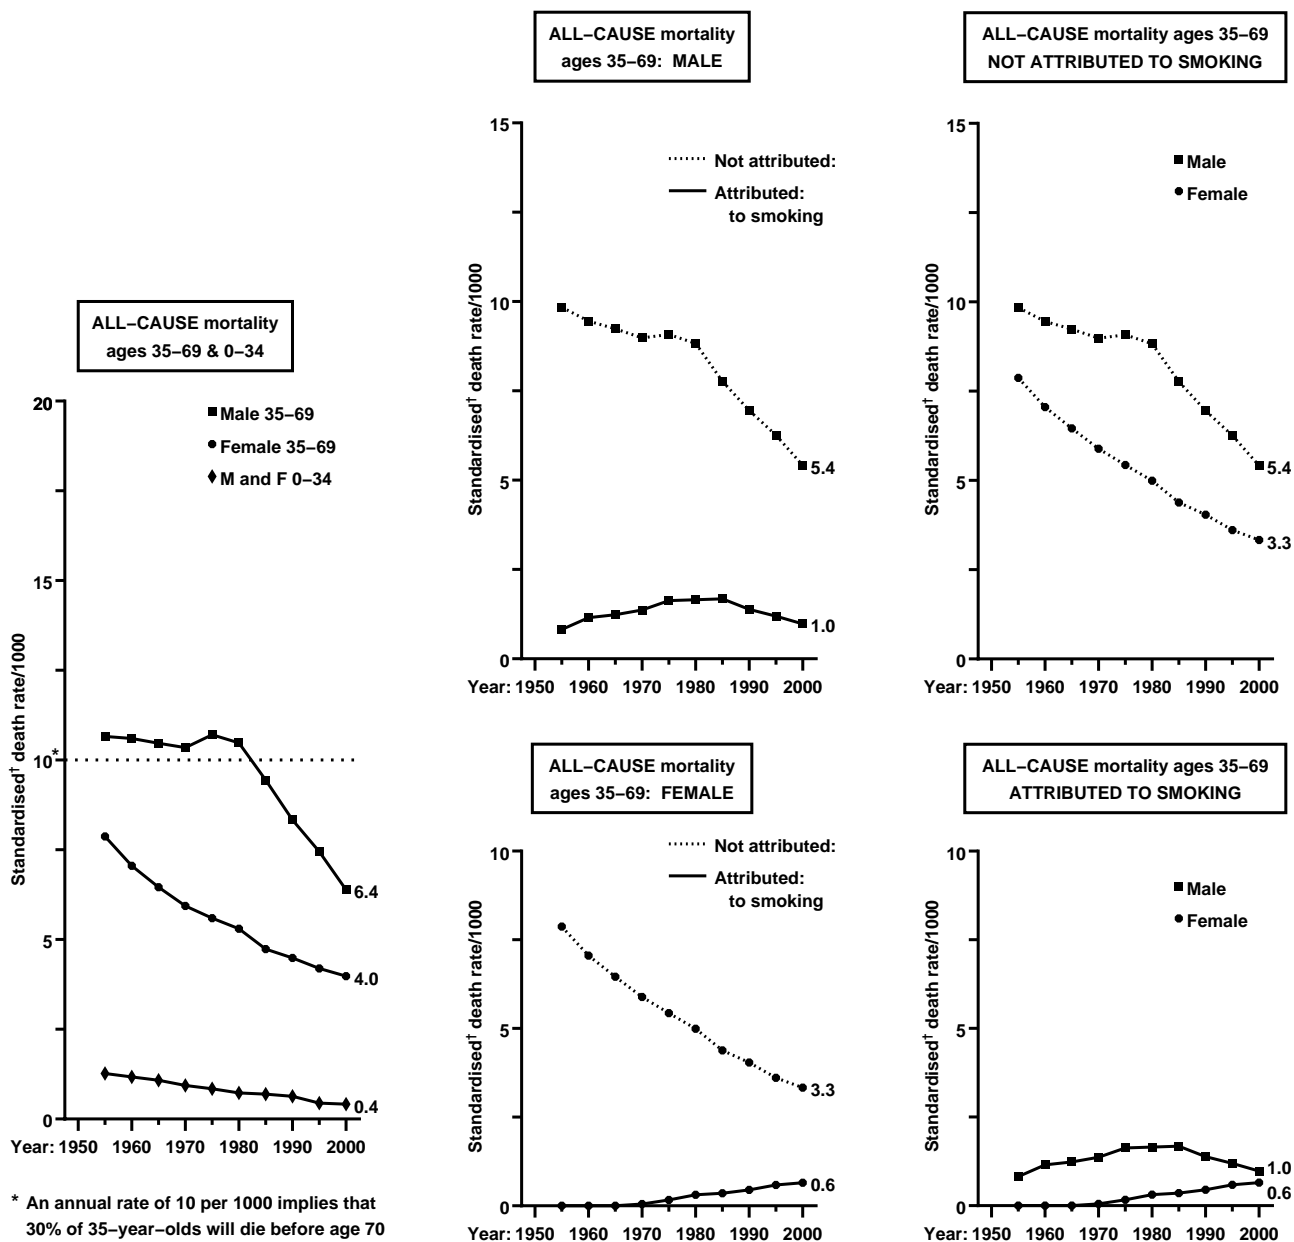 ALL−CAUSE mortality
ages 35−69 & 0−34
Standardised† death rate/1000
20
15
10
*
5
0
Male 35−69
Female 35−69
M and F 0−34
6.4
4.0
0.4
Year: 1950 1960 1970 1980 1990 2000
* An annual rate of 10 per 1000 implies that
30% of 35−year−olds will die before age 70
ALL−CAUSE mortality
ages 35−69: MALE
Standardised† death rate/1000
15
10
5
0
Not attributed:
Attributed:
to smoking
5.4
1.0
Year: 1950 1960 1970 1980 1990 2000
ALL−CAUSE mortality ages 35−69
NOT ATTRIBUTED TO SMOKING
Standardised† death rate/1000
15
10
5
0
Male
Female
5.4
3.3
Year: 1950 1960 1970 1980 1990 2000
ALL−CAUSE mortality
ages 35−69: FEMALE
Standardised† death rate/1000
10
5
0
Not attributed:
Attributed:
to smoking
3.3
0.6
Year: 1950 1960 1970 1980 1990 2000
ALL−CAUSE mortality ages 35−69
ATTRIBUTED TO SMOKING
Standardised† death rate/1000
10
5
0
Male
Female
1.0
0.6
Year: 1950 1960 1970 1980 1990 2000